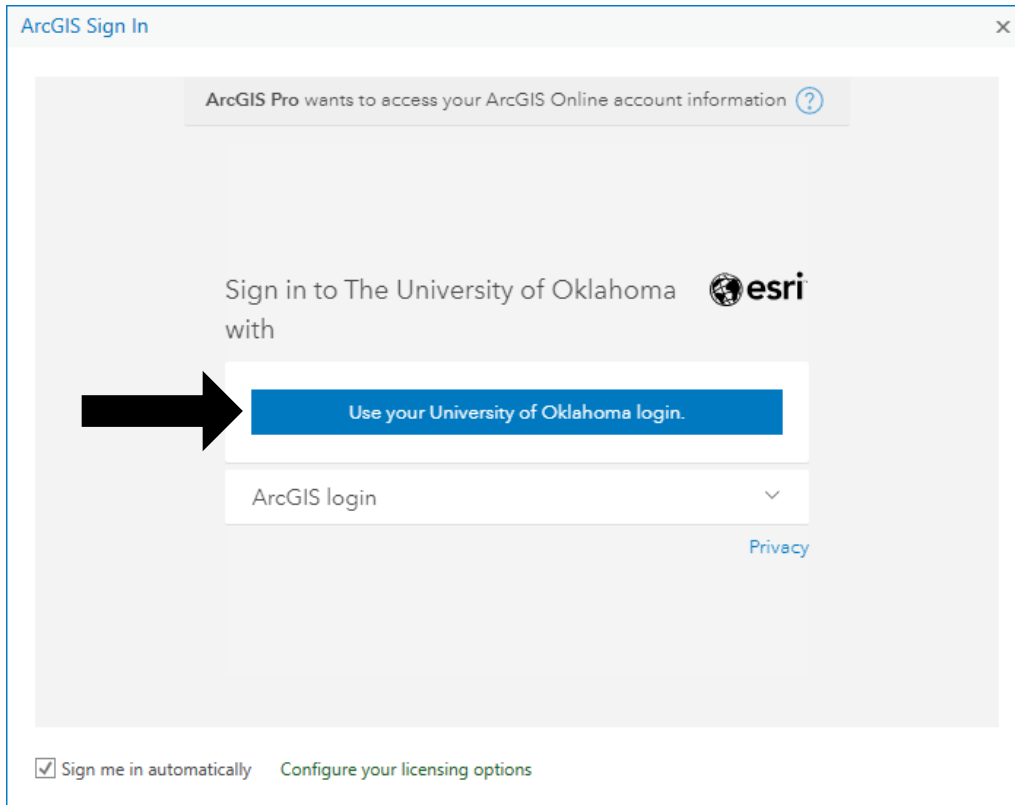 ArcGIS Sign In
ArcGIS Pro wants to access your ArcGIS Online account information ?
Sign in to The University of Oklahoma
with
esri
Use your University of Oklahoma login.
ArcGIS login
Privacy
Sign me in automatically Configure your licensing options